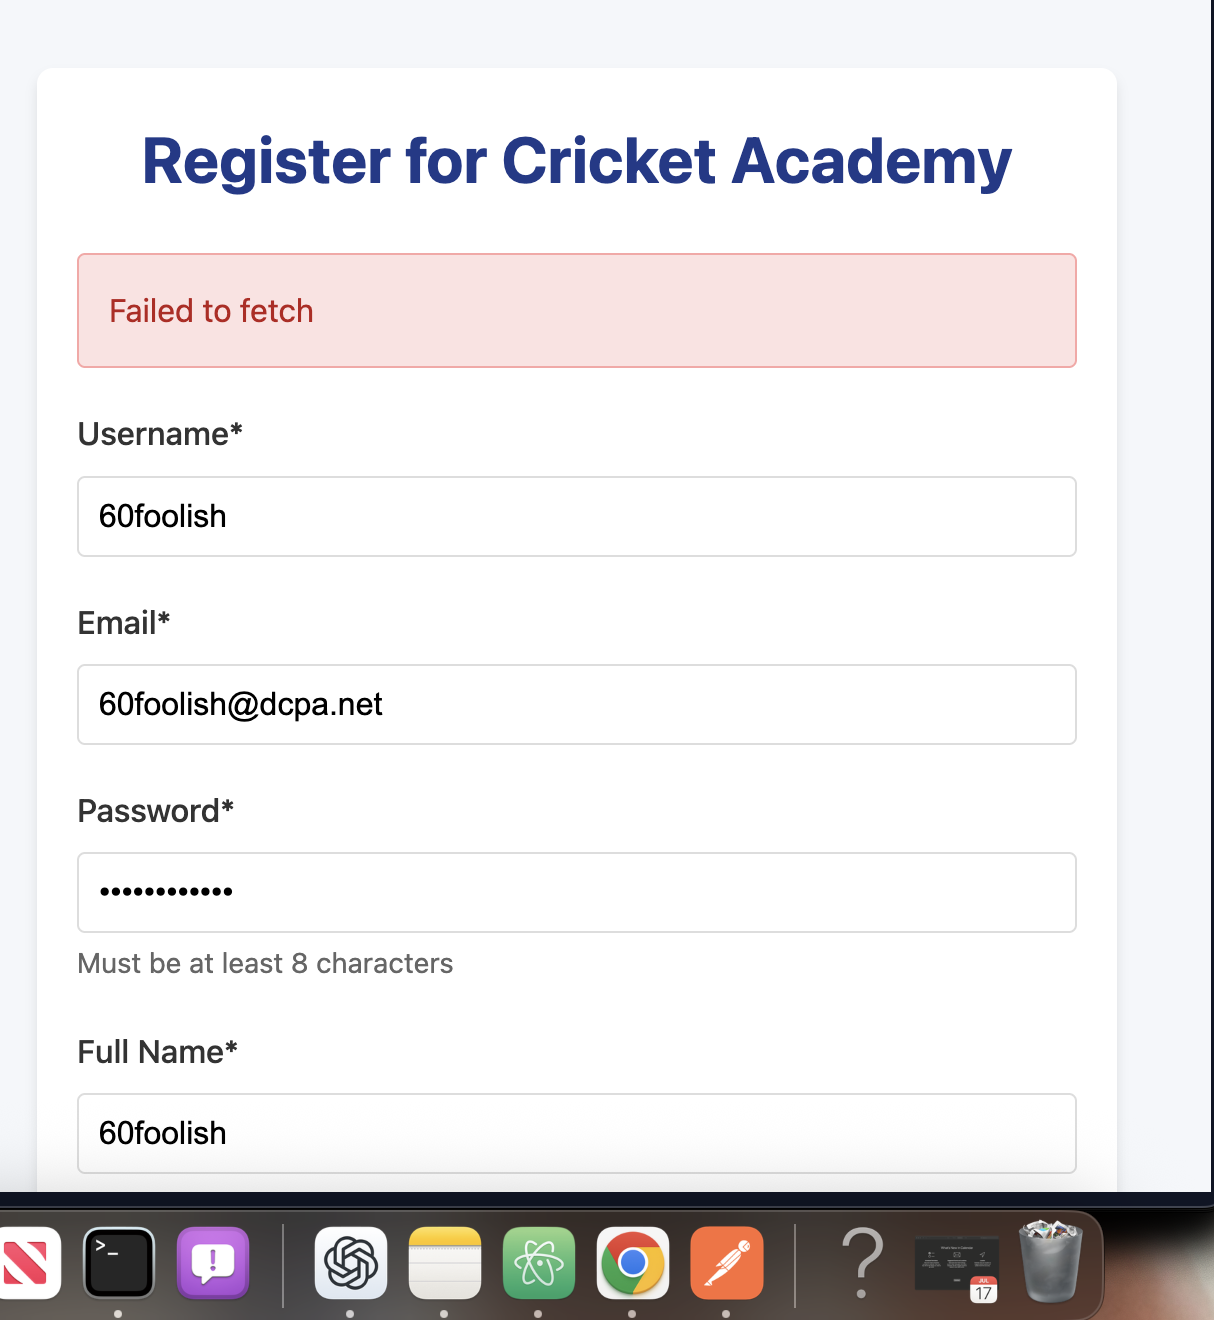 Register for Cricket Academy
Failed to fetch
Username*
60foolish
Email*
60foolish@dcpa.net
Password*
••••••••••••
Must be at least 8 characters
Full Name*
60foolish
>_
JUL
17